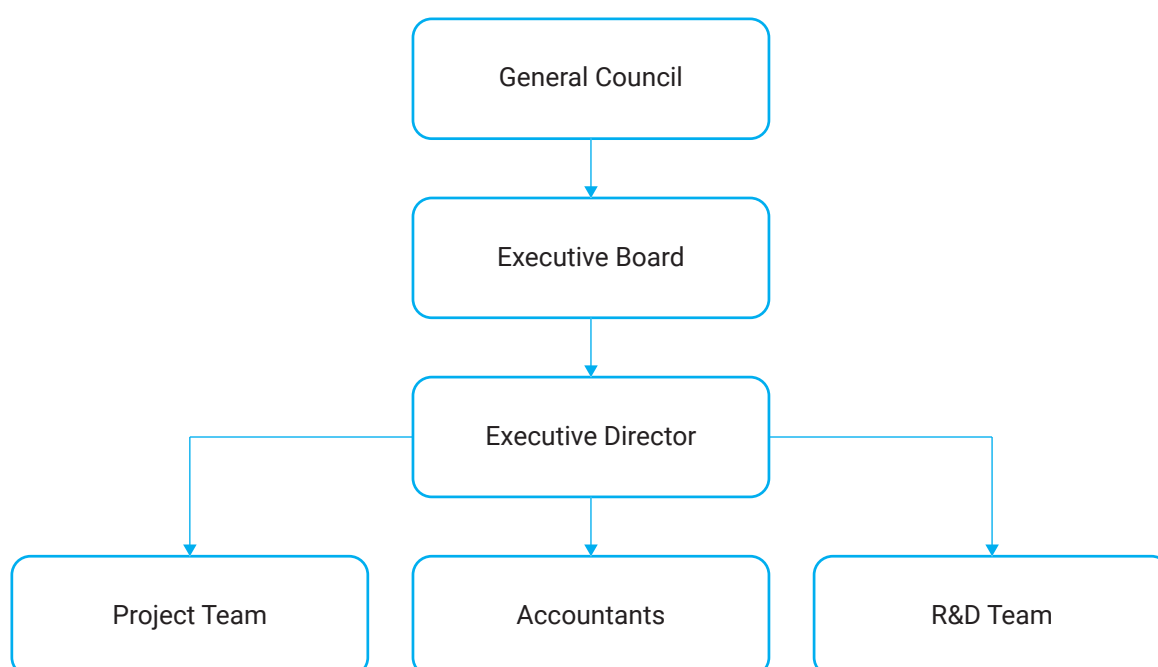 General Council
Executive Board
Executive Director
Project Team
Accountants
R&D Team